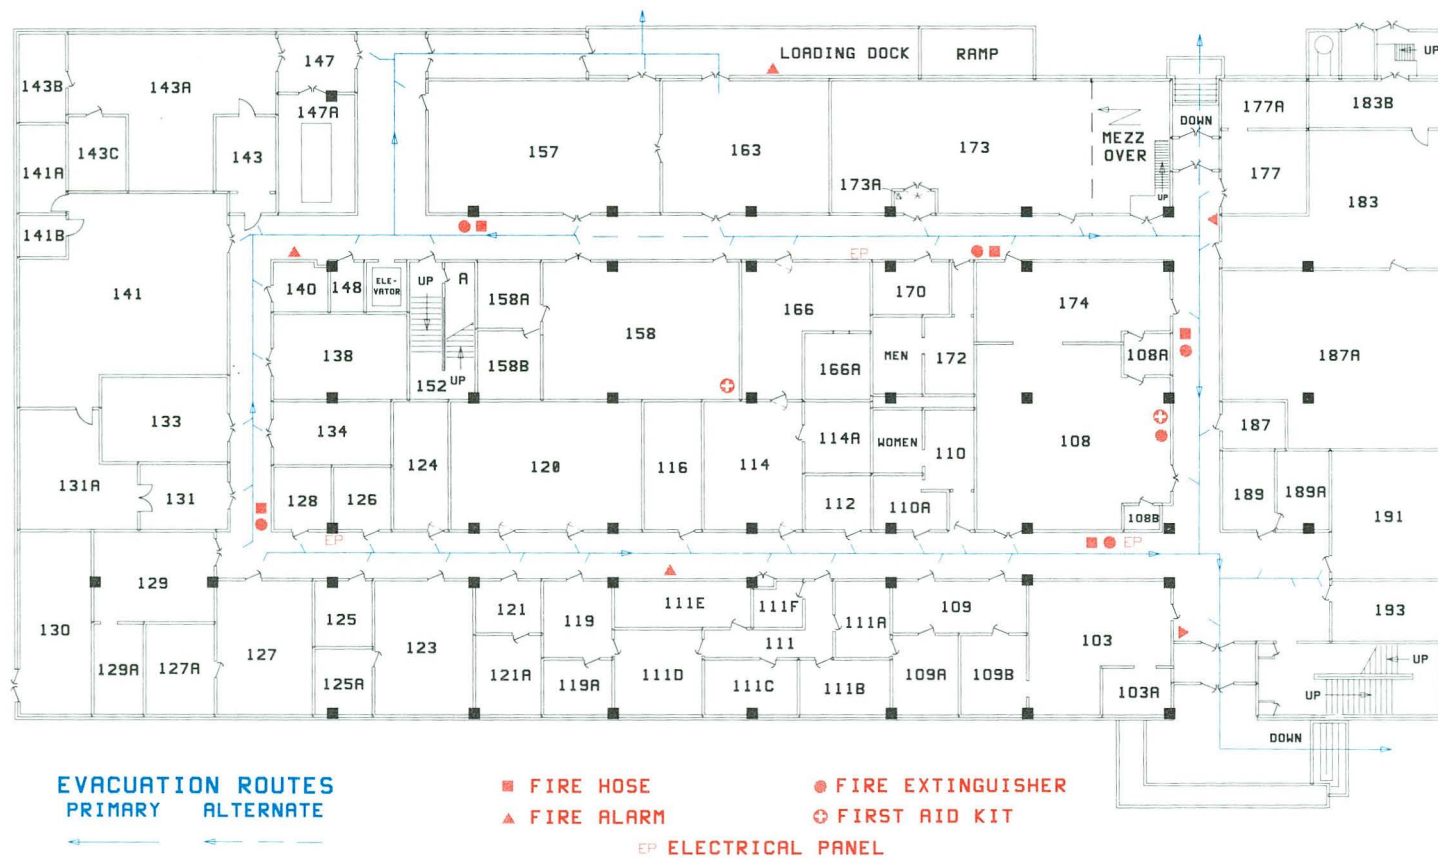 LOADING DOCK
RAMP
UP
147
143B
143A
177A
183B
147A
DOWN
MEZZ
OVER
143C
143
157
163
173
141A
177
173A
UP
183
141B
EP
140
148
ELE-
VATOR
UP
A
158A
170
174
141
166
158
138
158B
MEN
172
108A
187A
166A
152
UP
133
134
187
124
120
116
114
114A
WOMEN
110
108
131A
131
189
189A
128
126
112
110A
108B
191
EP
EP
129
130
125
121
119
111E
111F
111A
109
103
193
111
127
123
UP
129A
127A
125A
121A
119A
111D
111C
111B
109A
109B
103A
UP
DOWN
EVACUATION ROUTES
PRIMARY ALTERNATE
FIRE HOSE
FIRE EXTINGUISHER
FIRE ALARM
FIRST AID KIT
EP ELECTRICAL PANEL